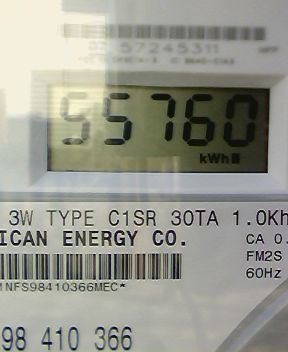 57245311
55760
kWh
3W TYPE C1SR 30TA 1.0Kh
ICAN ENERGY CO.
CA 0.
FM2S
60Hz
NFS98410366MEC*
98 410 366